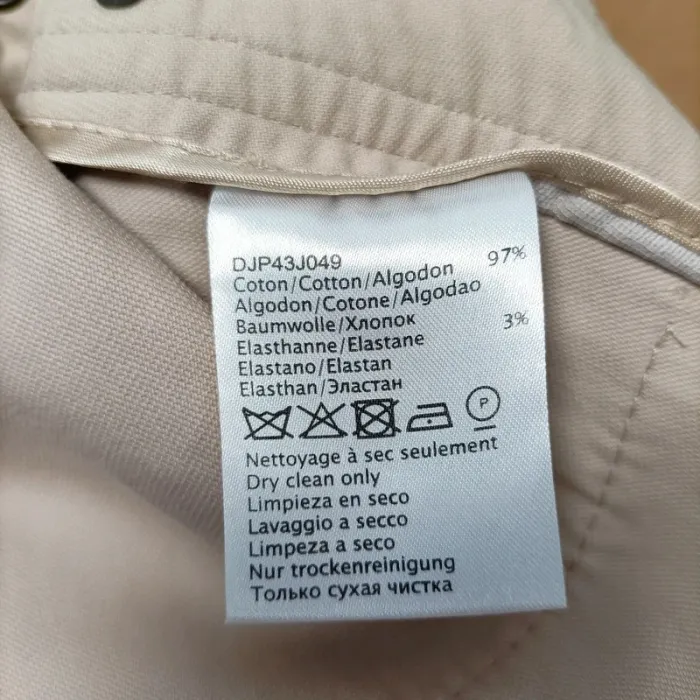 DJP43J049
Coton/Cotton/Algodon 97%
Algodon/Cotone/Algodao
Baumwolle/Хлопок
Elasthanne/Elastane 3%
Elastano/Elastan
Elasthan/Эластан
P
Nettoyage à sec seulement
Dry clean only
Limpieza en seco
Lavaggio a secco
Limpeza a seco
Nur trockenreinigung
Только сухая чистка